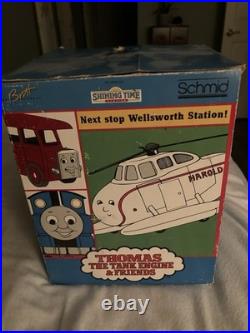 SHINING TIME
STATION
Schmid
Next stop Wellsworth Station!
HAROLD
THOMAS
THE TANK ENGINE
& FRIENDS